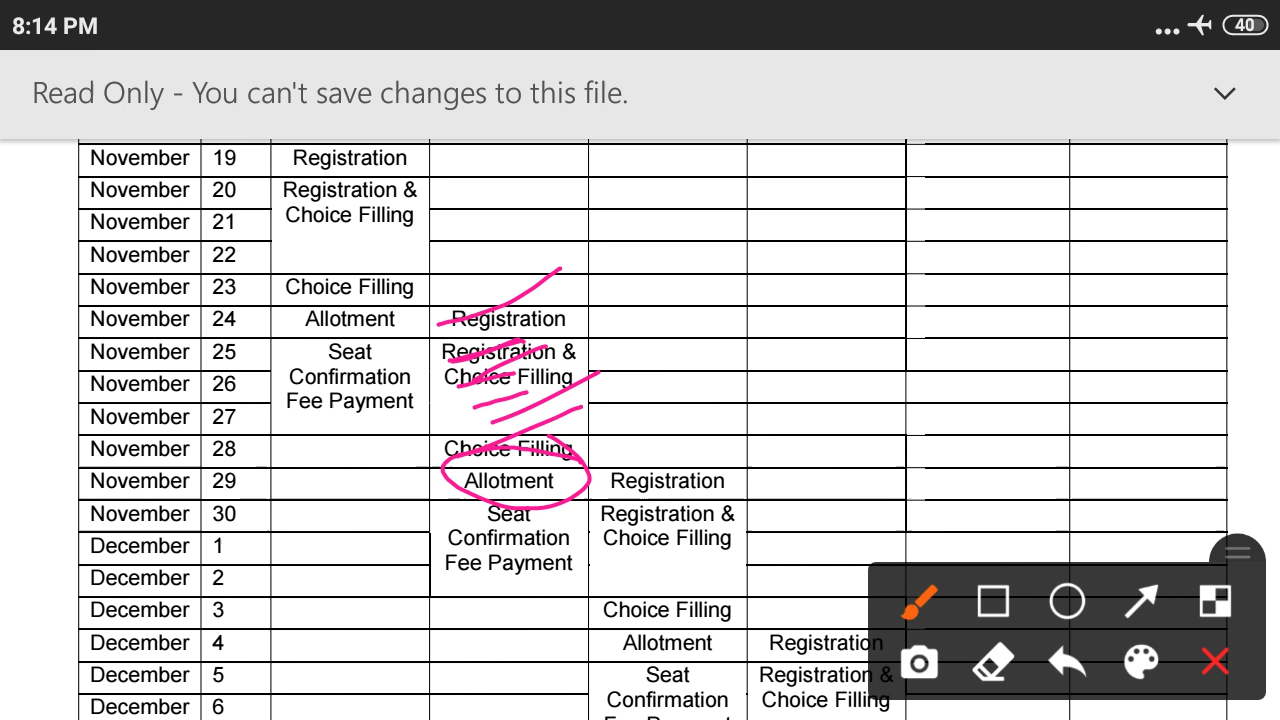 8:14 PM
40
Read Only - You can't save changes to this file.
November 19 Registration
November 20 Registration &
Choice Filling
November 21
November 22
November 23 Choice Filling
November 24 Allotment Registration
November 25 Seat Registration &
Confirmation Choice Filling
November 26
Fee Payment
November 27
November 28 Choice Filling
November 29 Allotment Registration
November 30 Seat Registration &
Confirmation Choice Filling
December 1
Fee Payment
December 2
December 3 Choice Filling
December 4 Allotment Registration
December 5 Seat Registration &
Confirmation Choice Filling
December 6